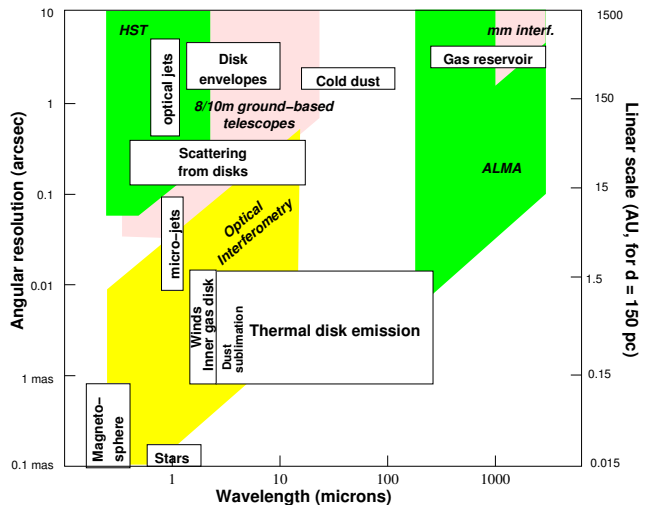 10
1500
HST
mm interf.
optical jets
Disk
envelopes
Gas reservoir
Cold dust
1
8/10m ground−based
telescopes
150
Scattering
from disks
ALMA
0.1
15
micro−jets
Optical
Interferometry
0.01
1.5
Winds
Inner gas disk
Dust
sublimation
Thermal disk emission
1 mas
0.15
Magneto−
sphere
Stars
0.1 mas
0.015
1
10
100
1000
Wavelength (microns)
Angular resolution (arcsec)
Linear scale (AU, for d = 150 pc)